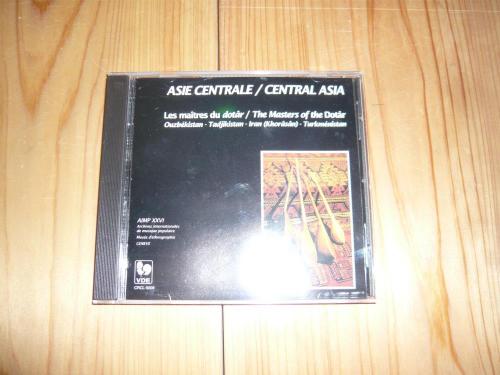 ASIE CENTRALE / CENTRAL ASIA
Les maîtres du dotâr / The Masters of the Dotâr
Ouzbékistan - Tadjikistan - Iran (Khorâsân) - Turkménistan
AIMP XXVI
Archives internationales
de musique populaire
Musée d'ethnographie
GENEVE
VDE